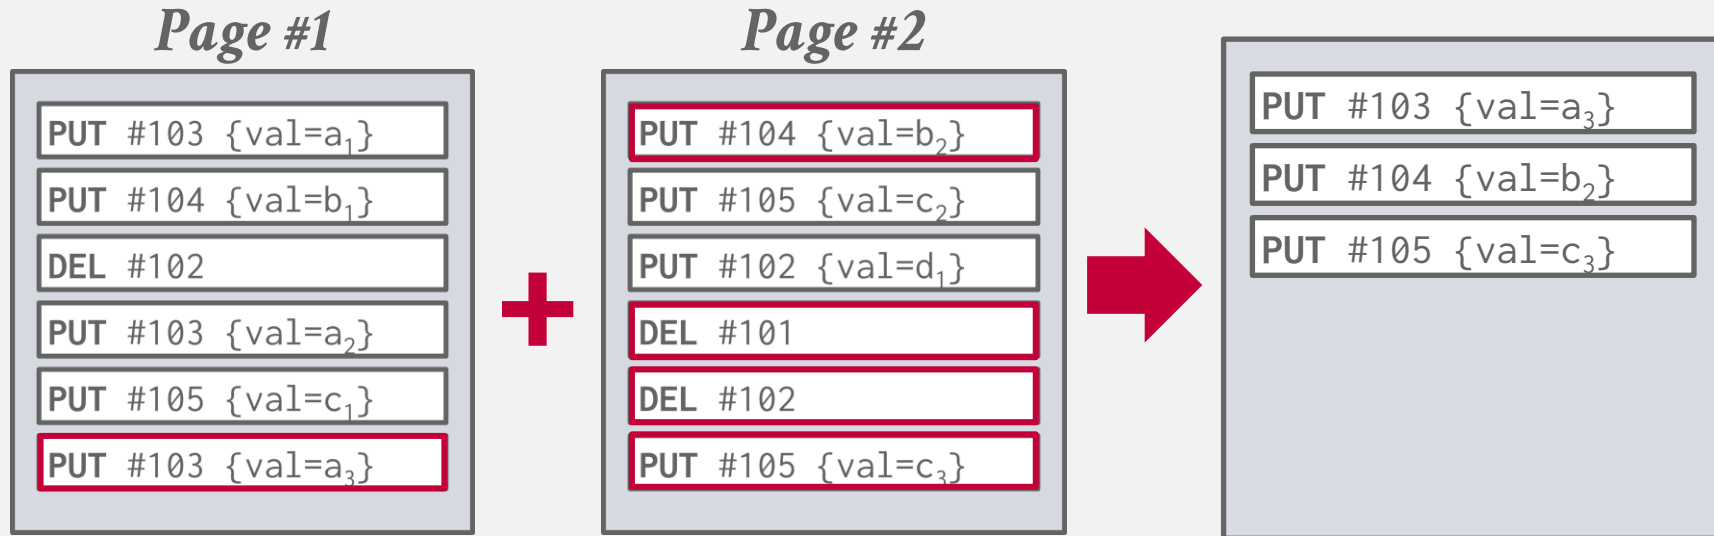 Page #1
PUT #103 {val=a₁}
PUT #104 {val=b₁}
DEL #102
PUT #103 {val=a₂}
PUT #105 {val=c₁}
PUT #103 {val=a₃}
Page #2
PUT #104 {val=b₂}
PUT #105 {val=c₂}
PUT #102 {val=d₁}
DEL #101
DEL #102
PUT #105 {val=c₃}
PUT #103 {val=a₃}
PUT #104 {val=b₂}
PUT #105 {val=c₃}